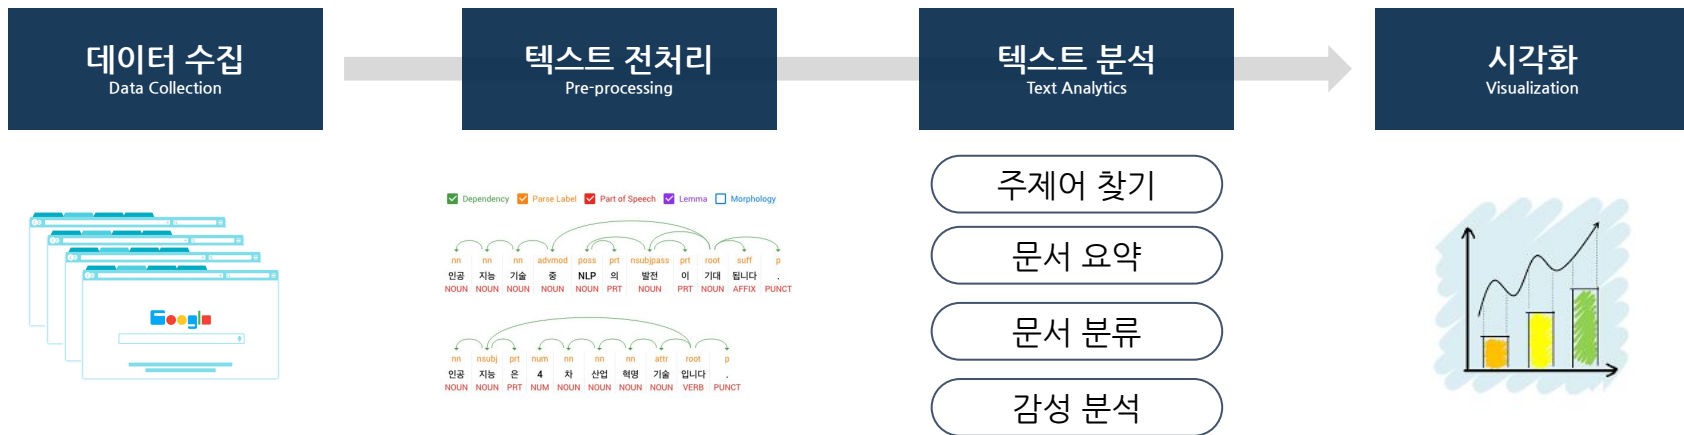 데이터 수집
Data Collection
텍스트 전처리
Pre-processing
텍스트 분석
Text Analytics
시각화
Visualization
Google
Dependency Parse Label Part of Speech Lemma Morphology
nn nn nn advmod poss prt nsubjpass prt root suff p
인공 지능 기술 중 NLP 의 발전 이 기대 됩니다 .
NOUN NOUN NOUN NOUN NOUN PRT NOUN PRT NOUN AFFIX PUNCT
nn nsubj prt num nn nn nn attr root p
인공 지능 은 4 차 산업 혁명 기술 입니다 .
NOUN NOUN PRT NUM NOUN NOUN NOUN NOUN VERB PUNCT
주제어 찾기
문서 요약
문서 분류
감성 분석